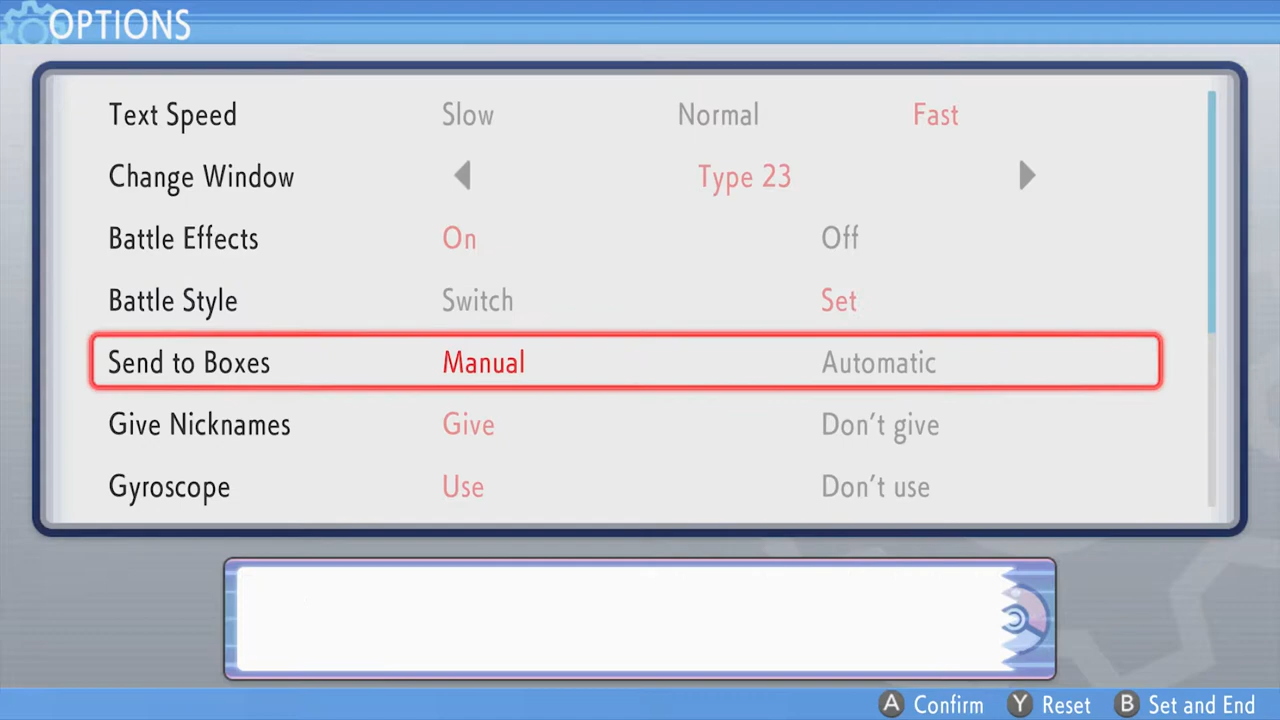 OPTIONS
Text Speed Slow Normal Fast
Change Window Type 23
Battle Effects On Off
Battle Style Switch Set
Send to Boxes Manual Automatic
Give Nicknames Give Don't give
Gyroscope Use Don't use
A Confirm Y Reset B Set and End